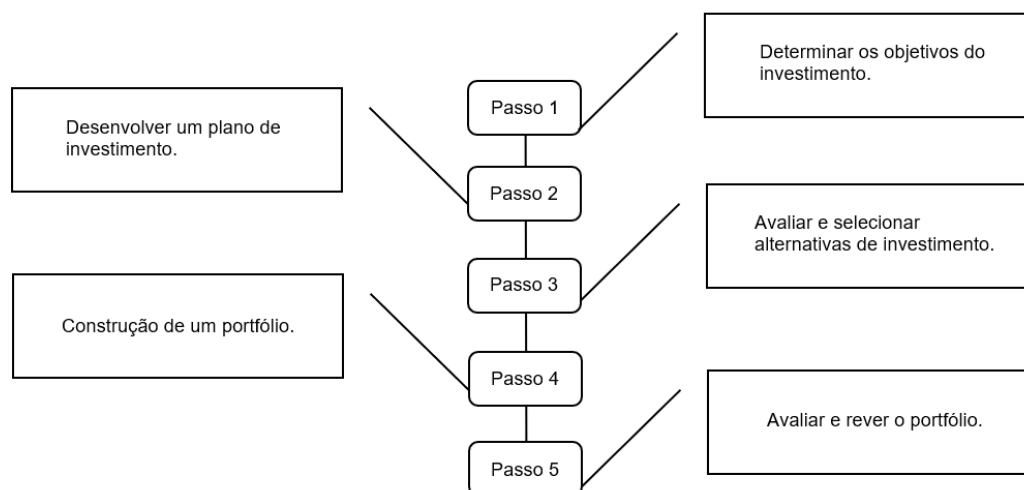 Passo 1
Determinar os objetivos do
investimento.
Desenvolver um plano de
investimento.
Passo 2
Passo 3
Avaliar e selecionar
alternativas de investimento.
Construção de um portfólio.
Passo 4
Passo 5
Avaliar e rever o portfólio.